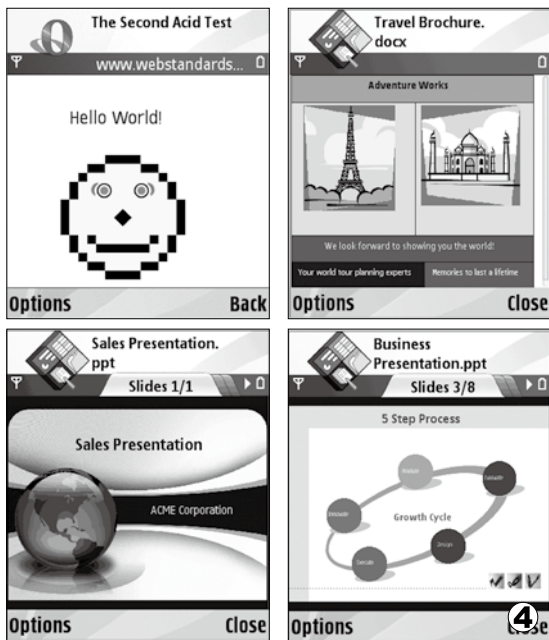 The Second Acid Test
www.webstandards...
Hello World!
Options Back
Travel Brochure.
docx
Adventure Works
We look forward to showing you the world!
Your world tour planning experts Memories to last a lifetime
Options Close
Sales Presentation.
ppt
Slides 1/1
Sales Presentation
ACME Corporation
Options Close
Business
Presentation.ppt
Slides 3/8
5 Step Process
Growth Cycle
Design
Options
4